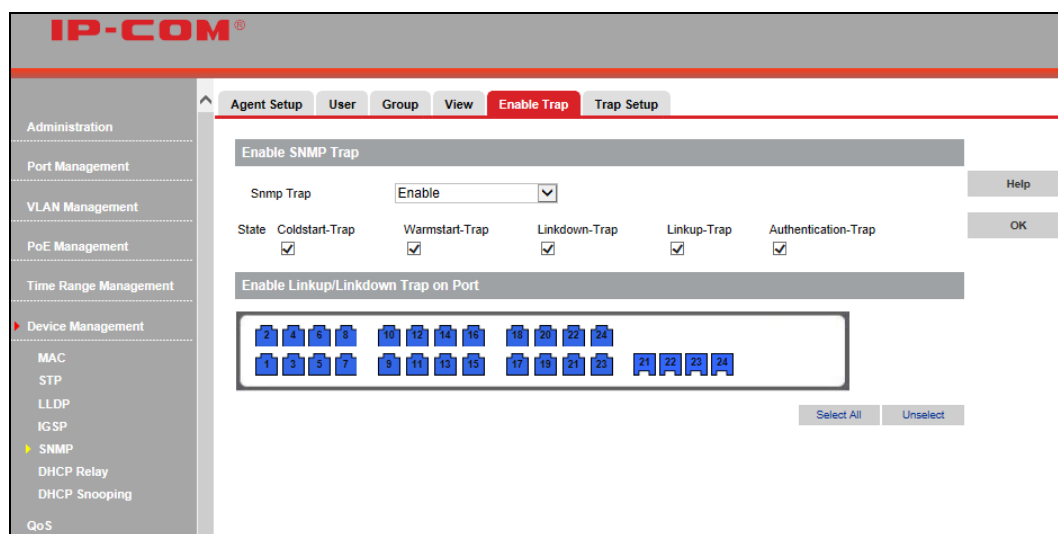 IP-COM®
Agent Setup User Group View Enable Trap Trap Setup
Administration
Port Management
VLAN Management
PoE Management
Time Range Management
Device Management
MAC
STP
LLDP
IGSP
SNMP
DHCP Relay
DHCP Snooping
QoS
Enable SNMP Trap
Snmp Trap Enable
State Coldstart-Trap Warmstart-Trap Linkdown-Trap Linkup-Trap Authentication-Trap
Enable Linkup/Linkdown Trap on Port
2 4 6 8 10 12 14 16 18 20 22 24
1 3 5 7 9 11 13 15 17 19 21 23 21 22 23 24
Select All Unselect
Help
OK